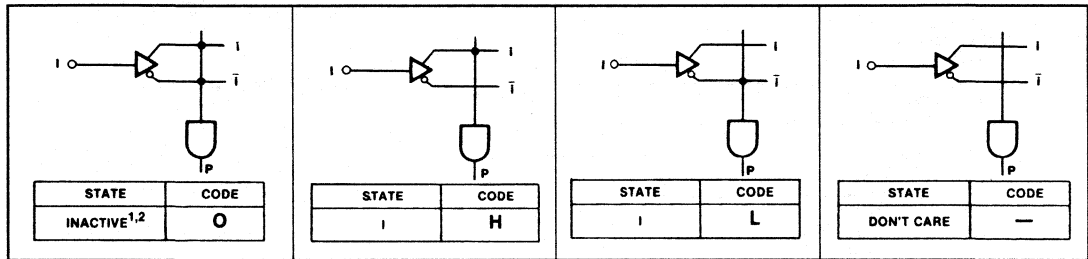 I
I
Ī
P
STATE CODE
INACTIVE1,2 O
I
I
Ī
P
STATE CODE
I H
I
I
Ī
P
STATE CODE
I L
I
I
Ī
P
STATE CODE
DON'T CARE —